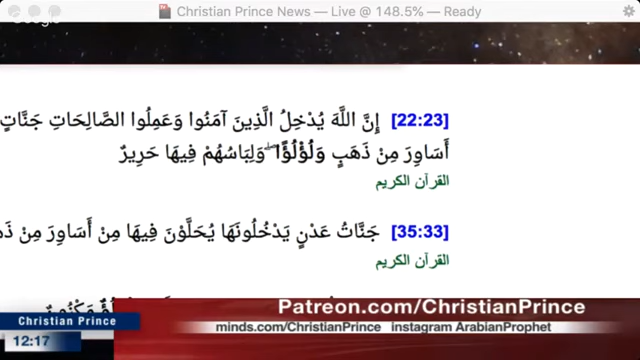 Christian Prince News — Live @ 148.5% — Ready
Google
[22:23] إِنَّ اللَّهَ يُدْخِلُ الَّذِينَ آمَنُوا وَعَمِلُوا الصَّالِحَاتِ جَنَّاتٍ
أَسَاوِرَ مِنْ ذَهَبٍ وَلُؤْلُؤًا ۖ وَلِبَاسُهُمْ فِيهَا حَرِيرٌ
القرآن الكريم
[35:33] جَنَّاتُ عَدْنٍ يَدْخُلُونَهَا يُحَلَّوْنَ فِيهَا مِنْ أَسَاوِرَ مِنْ
القرآن الكريم
مَكْنُونٌ
Patreon.com/ChristianPrince
Christian Prince
minds.com/ChristianPrince instagram ArabianProphet
12:17